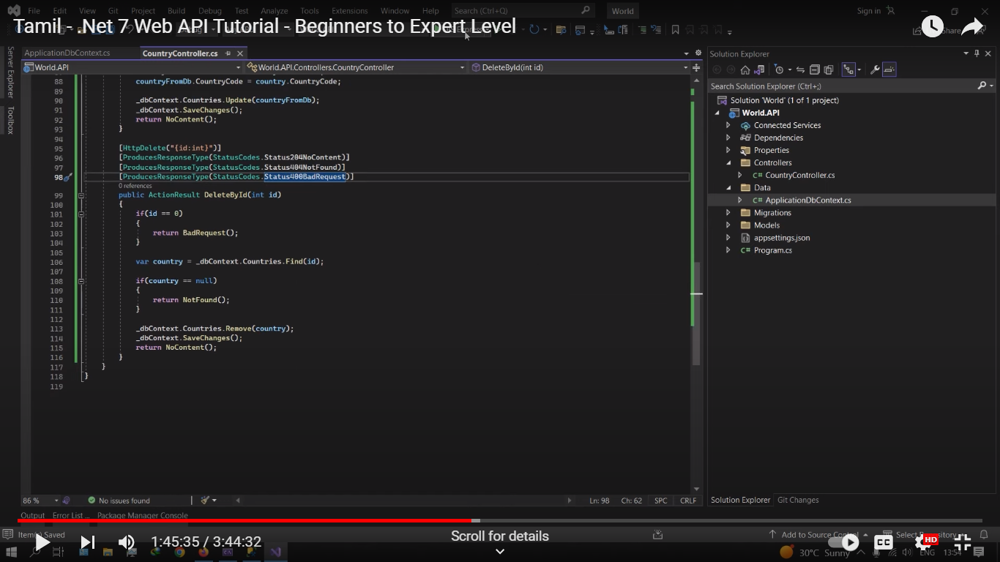 File Edit View Git Project Build Debug Test Analyze Tools Extensions Window Help Search (Ctrl+Q) World Sign in
Tamil - .Net 7 Web API Tutorial - Beginners to Expert Level
Share
Server Explorer
Toolbox
ApplicationDbContext.cs CountryController.cs
World.API World.API.Controllers.CountryController DeleteById(int id)
88 countryFromDb.CountryCode = country.CountryCode;
89
90 _dbContext.Countries.Update(countryFromDb);
91 _dbContext.SaveChanges();
92 return NoContent();
93 }
94
95 [HttpDelete("{id:int}")]
96 [ProducesResponseType(StatusCodes.Status204NoContent)]
97 [ProducesResponseType(StatusCodes.Status404NotFound)]
98 [ProducesResponseType(StatusCodes.Status400BadRequest)]
0 references
99 public ActionResult DeleteById(int id)
100 {
101 if(id == 0)
102 {
103 return BadRequest();
104 }
105
106 var country = _dbContext.Countries.Find(id);
107
108 if(country == null)
109 {
110 return NotFound();
111 }
112
113 _dbContext.Countries.Remove(country);
114 _dbContext.SaveChanges();
115 return NoContent();
116 }
117 }
118 }
119
86 % No issues found Ln: 98 Ch: 62 SPC CRLF
Solution Explorer
Search Solution Explorer (Ctrl+;)
Solution 'World' (1 of 1 project)
World.API
Connected Services
Dependencies
Properties
Controllers
C# CountryController.cs
Data
C# ApplicationDbContext.cs
Migrations
Models
appsettings.json
C# Program.cs
Solution Explorer Git Changes
Output Error List ... Package Manager Console
Item(s) Saved
Add to Source Control Select Repository
1:45:35 / 3:44:32
Scroll for details
CC
HD
30°C Sunny ENG 13:54